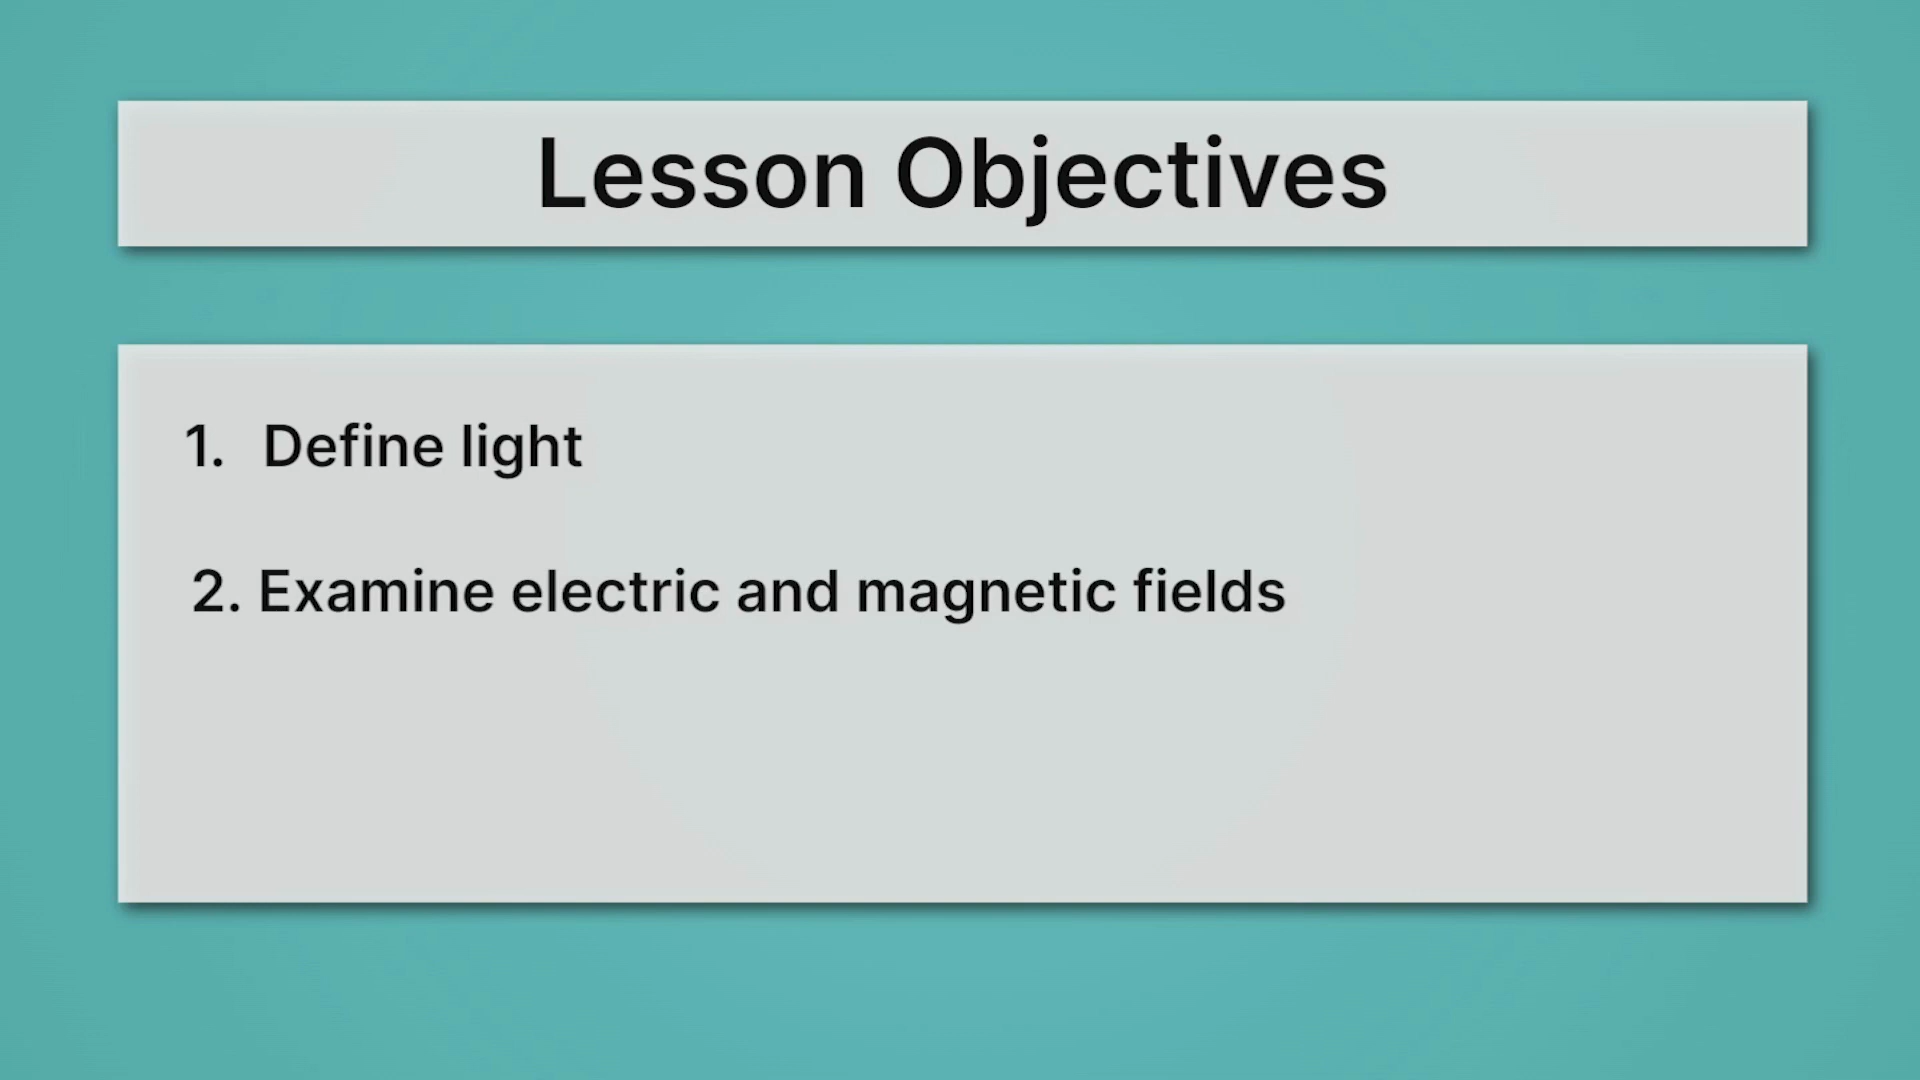 Lesson Objectives
1. Define light
2. Examine electric and magnetic fields